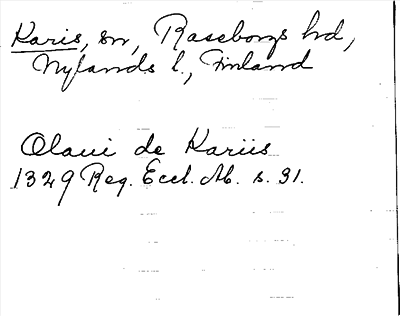 Karis, sn, Raseborgs hd,
Nylands l., Finland
Olaui de Kariis
1329 Reg. Eccl. Ab. s. 31.